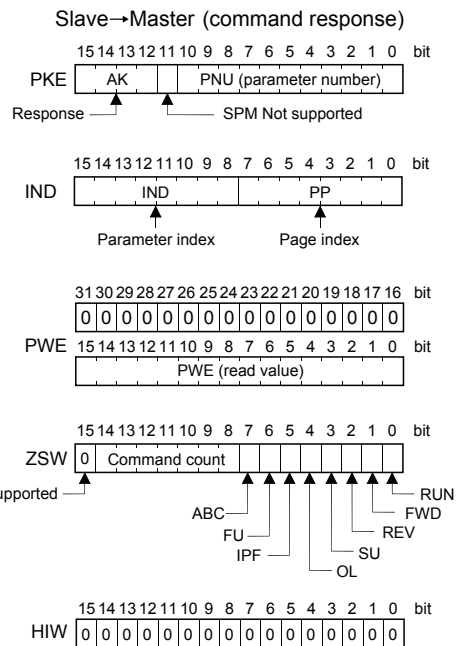 Slave→Master (command response)
15 14 13 12 11 10 9 8 7 6 5 4 3 2 1 0 bit
PKE AK PNU (parameter number)
Response SPM Not supported
15 14 13 12 11 10 9 8 7 6 5 4 3 2 1 0 bit
IND IND PP
Parameter index Page index
31 30 29 28 27 26 25 24 23 22 21 20 19 18 17 16 bit
0 0 0 0 0 0 0 0 0 0 0 0 0 0 0 0
PWE 15 14 13 12 11 10 9 8 7 6 5 4 3 2 1 0 bit
PWE (read value)
15 14 13 12 11 10 9 8 7 6 5 4 3 2 1 0 bit
ZSW 0 Command count
RUN
ABC FWD
FU REV
IPF SU
OL
15 14 13 12 11 10 9 8 7 6 5 4 3 2 1 0 bit
HIW 0 0 0 0 0 0 0 0 0 0 0 0 0 0 0 0